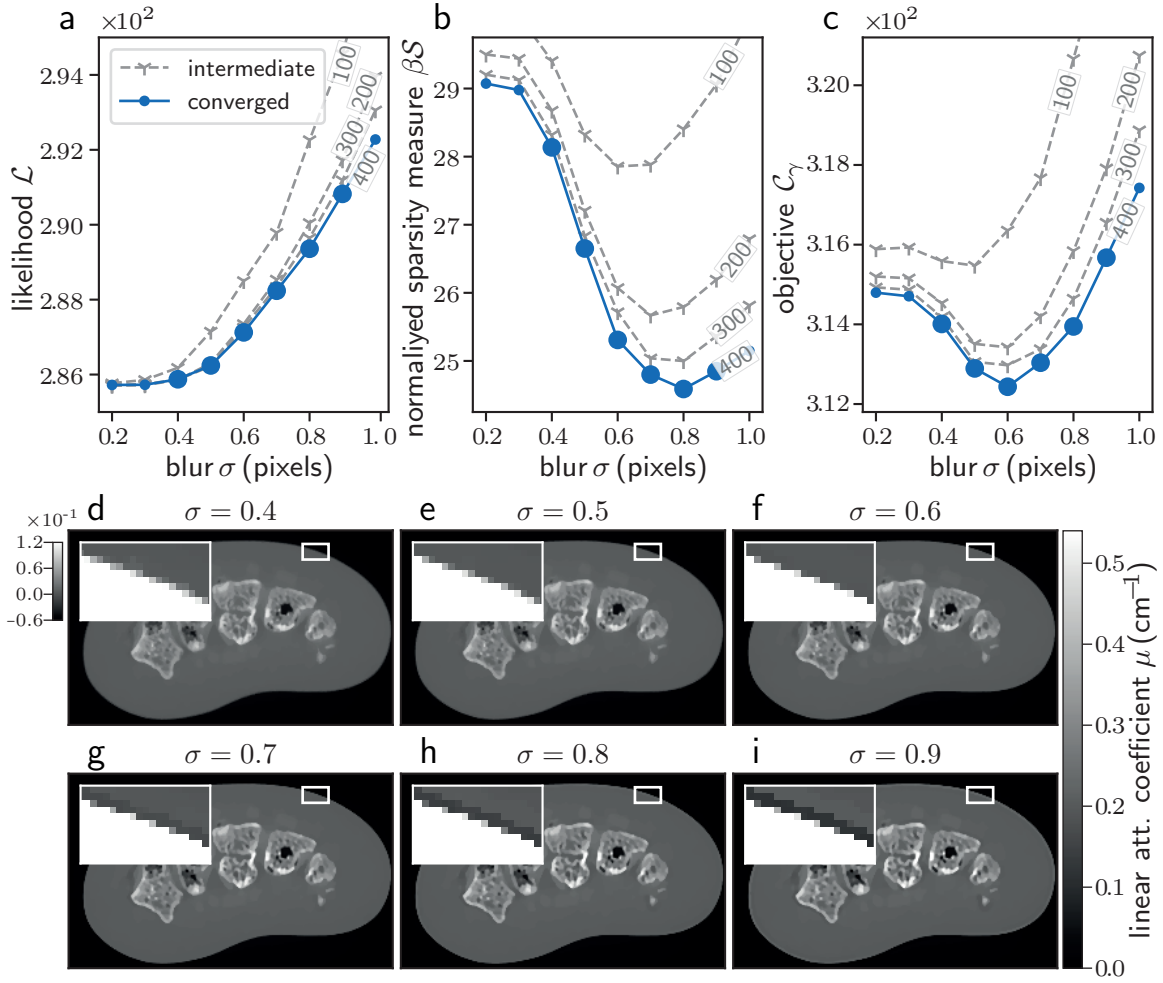 a
×10²
likelihood ℒ
2.94
2.92
2.90
2.88
2.86
intermediate
converged
100
200
300
400
0.2
0.4
0.6
0.8
1.0
blur σ (pixels)
b
normaliyed sparsity measure β𝒮
29
28
27
26
25
100
200
300
400
0.2
0.4
0.6
0.8
1.0
blur σ (pixels)
c
×10²
objective 𝒞γ
3.20
3.18
3.16
3.14
3.12
100
200
300
400
0.2
0.4
0.6
0.8
1.0
blur σ (pixels)
×10⁻¹
1.2
0.6
0.0
−0.6
d
σ = 0.4
e
σ = 0.5
f
σ = 0.6
g
σ = 0.7
h
σ = 0.8
i
σ = 0.9
0.5
0.4
0.3
0.2
0.1
0.0
linear att. coefficient μ (cm⁻¹)